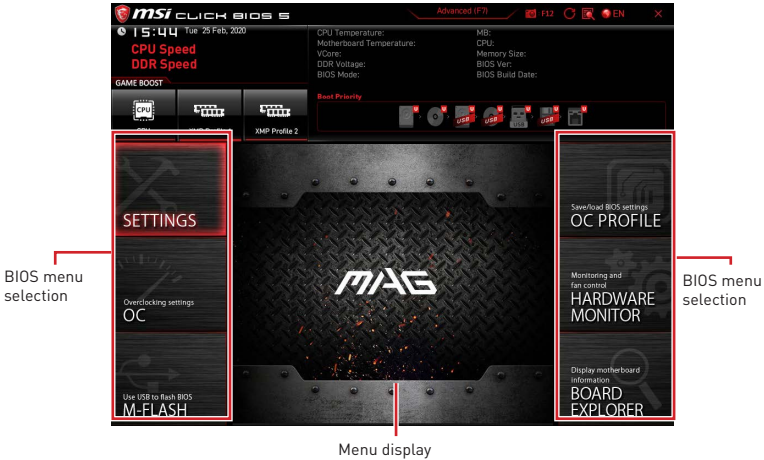 msi CLICK BIOS 5
Advanced (F7)
F12
EN
X
15:44 Tue 25 Feb, 2020
CPU Speed
DDR Speed
CPU Temperature:
Motherboard Temperature:
VCore:
DDR Voltage:
BIOS Mode:
MB:
CPU:
Memory Size:
BIOS Ver:
BIOS Build Date:
GAME BOOST
CPU
CPU
XMP Profile 2
Boot Priority
U
U
U
U
U
U
U
USB
USB
USB
USB
SETTINGS
Overclocking settings
OC
Use USB to flash BIOS
M-FLASH
MAG
Save/load BIOS settings
OC PROFILE
Monitoring and
fan control
HARDWARE
MONITOR
Display motherboard
information
BOARD
EXPLORER
BIOS menu
selection
BIOS menu
selection
Menu display